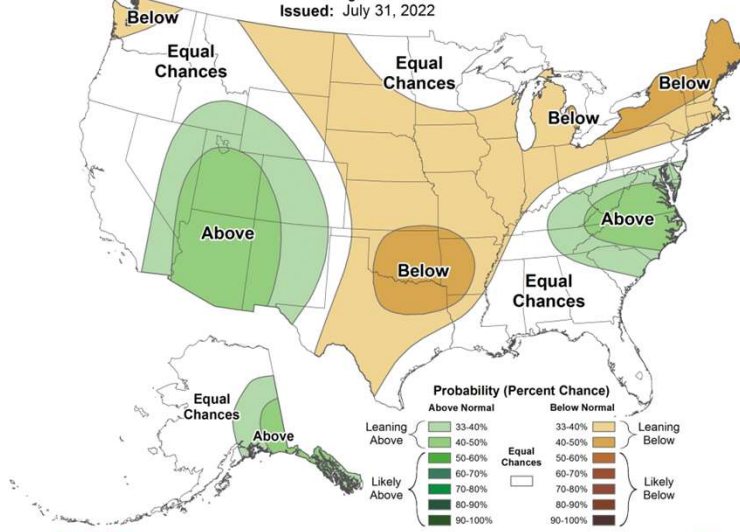 Issued: July 31, 2022
Below
Equal
Chances
Equal
Chances
Below
Below
Above
Above
Below
Equal
Chances
Equal
Chances
Above
Probability (Percent Chance)
Above Normal
Below Normal
Leaning
Above
33-40%
40-50%
Likely
Above
50-60%
60-70%
70-80%
80-90%
90-100%
Equal
Chances
33-40%
40-50%
Leaning
Below
50-60%
60-70%
70-80%
80-90%
90-100%
Likely
Below